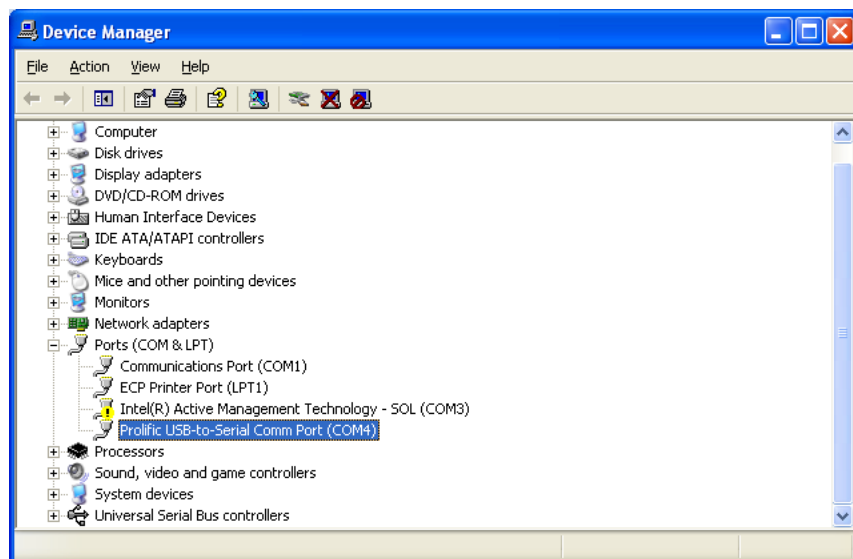 Device Manager
File Action View Help
Computer
Disk drives
Display adapters
DVD/CD-ROM drives
Human Interface Devices
IDE ATA/ATAPI controllers
Keyboards
Mice and other pointing devices
Monitors
Network adapters
Ports (COM & LPT)
Communications Port (COM1)
ECP Printer Port (LPT1)
Intel(R) Active Management Technology - SOL (COM3)
Prolific USB-to-Serial Comm Port (COM4)
Processors
Sound, video and game controllers
System devices
Universal Serial Bus controllers